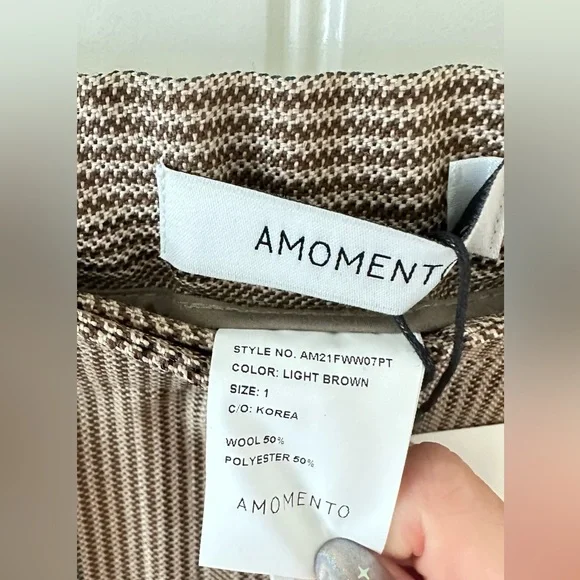 AMOMENTO
STYLE NO. AM21FWW07PT
COLOR: LIGHT BROWN
SIZE: 1
C/O: KOREA
WOOL 50%
POLYESTER 50%
AMOMENTO